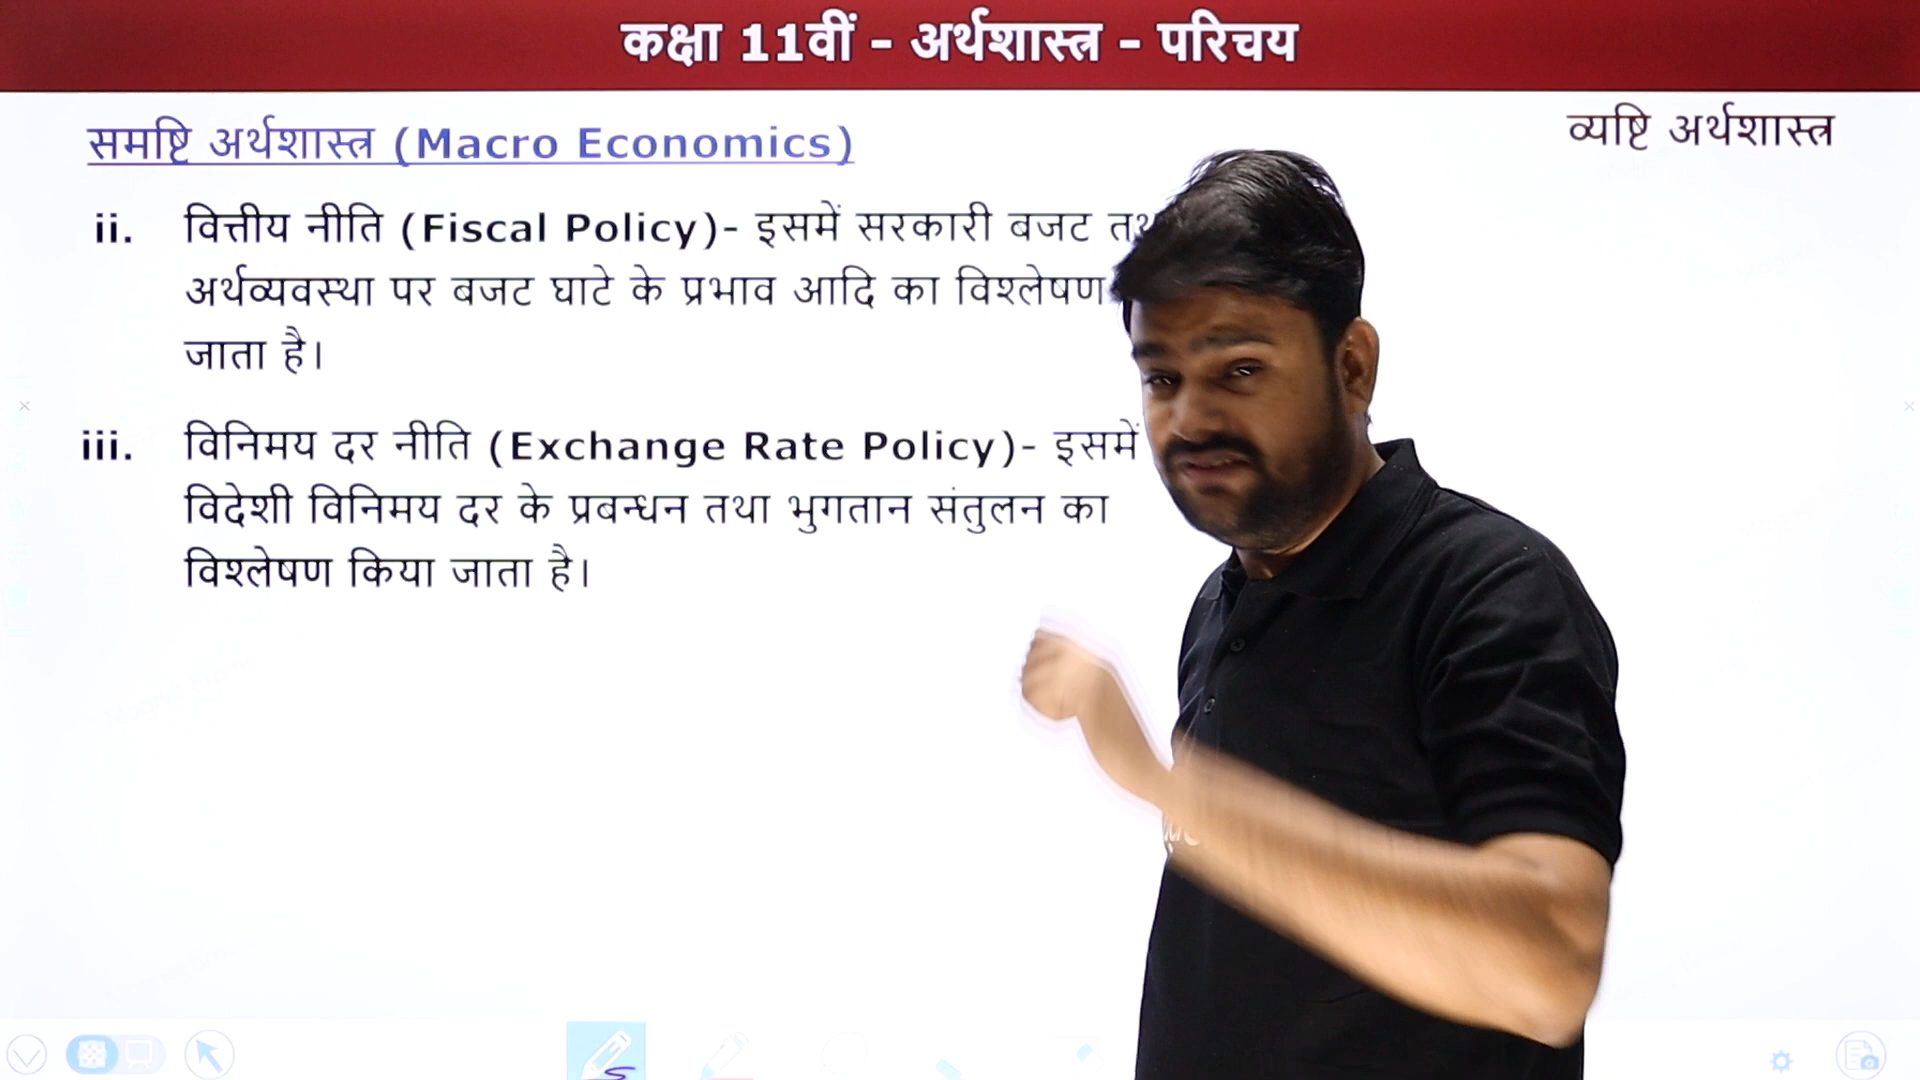 कक्षा 11वीं - अर्थशास्त्र - परिचय
व्यष्टि अर्थशास्त्र
समष्टि अर्थशास्त्र (Macro Economics)
ii. वित्तीय नीति (Fiscal Policy)- इसमें सरकारी बजट
अर्थव्यवस्था पर बजट घाटे के प्रभाव आदि का विश्लेषण
जाता है।
iii. विनिमय दर नीति (Exchange Rate Policy)- इसमें
विदेशी विनिमय दर के प्रबन्धन तथा भुगतान संतुलन का
विश्लेषण किया जाता है।